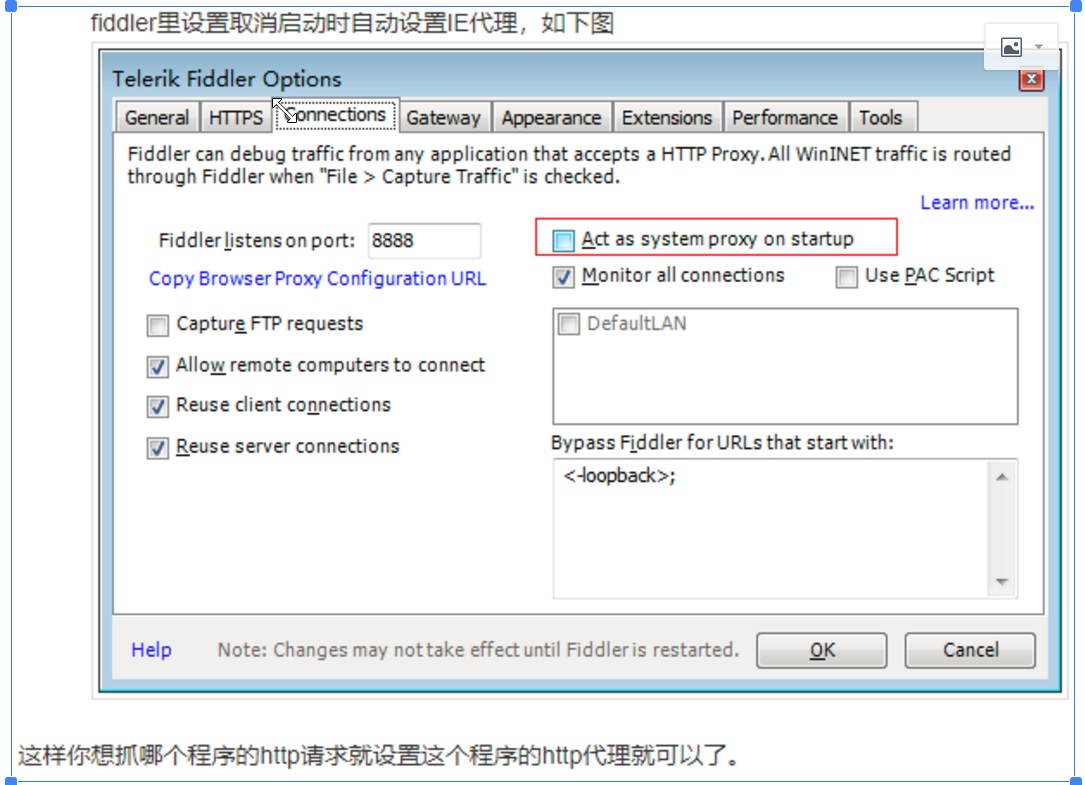 fiddler里设置取消启动时自动设置IE代理，如下图
Telerik Fiddler Options
General HTTPS Connections Gateway Appearance Extensions Performance Tools
Fiddler can debug traffic from any application that accepts a HTTP Proxy. All WinINET traffic is routed
through Fiddler when "File > Capture Traffic" is checked.
Learn more...
Fiddler listens on port: 8888
Act as system proxy on startup
Copy Browser Proxy Configuration URL
Monitor all connections
Use PAC Script
Capture FTP requests
DefaultLAN
Allow remote computers to connect
Reuse client connections
Reuse server connections
Bypass Fiddler for URLs that start with:
<-loopback>;
Help
Note: Changes may not take effect until Fiddler is restarted.
OK
Cancel
这样你想抓哪个程序的http请求就设置这个程序的http代理就可以了。